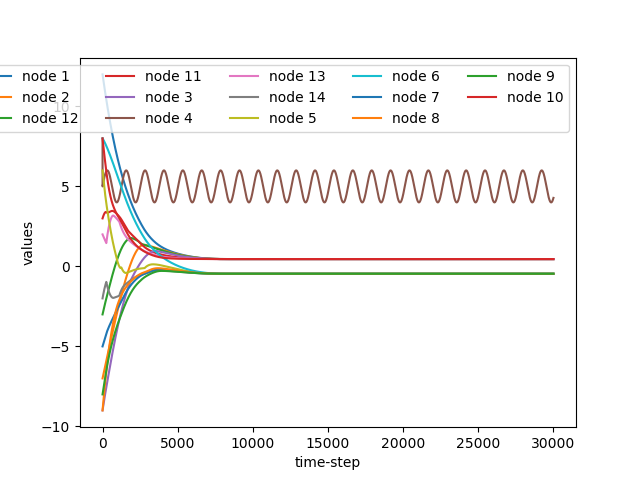 node 1 node 11 node 13 node 6 node 9
node 2 node 3 node 14 node 7 node 10
node 12 node 4 node 5 node 8
10
5
0
−5
−10
values
0 5000 10000 15000 20000 25000 30000
time-step